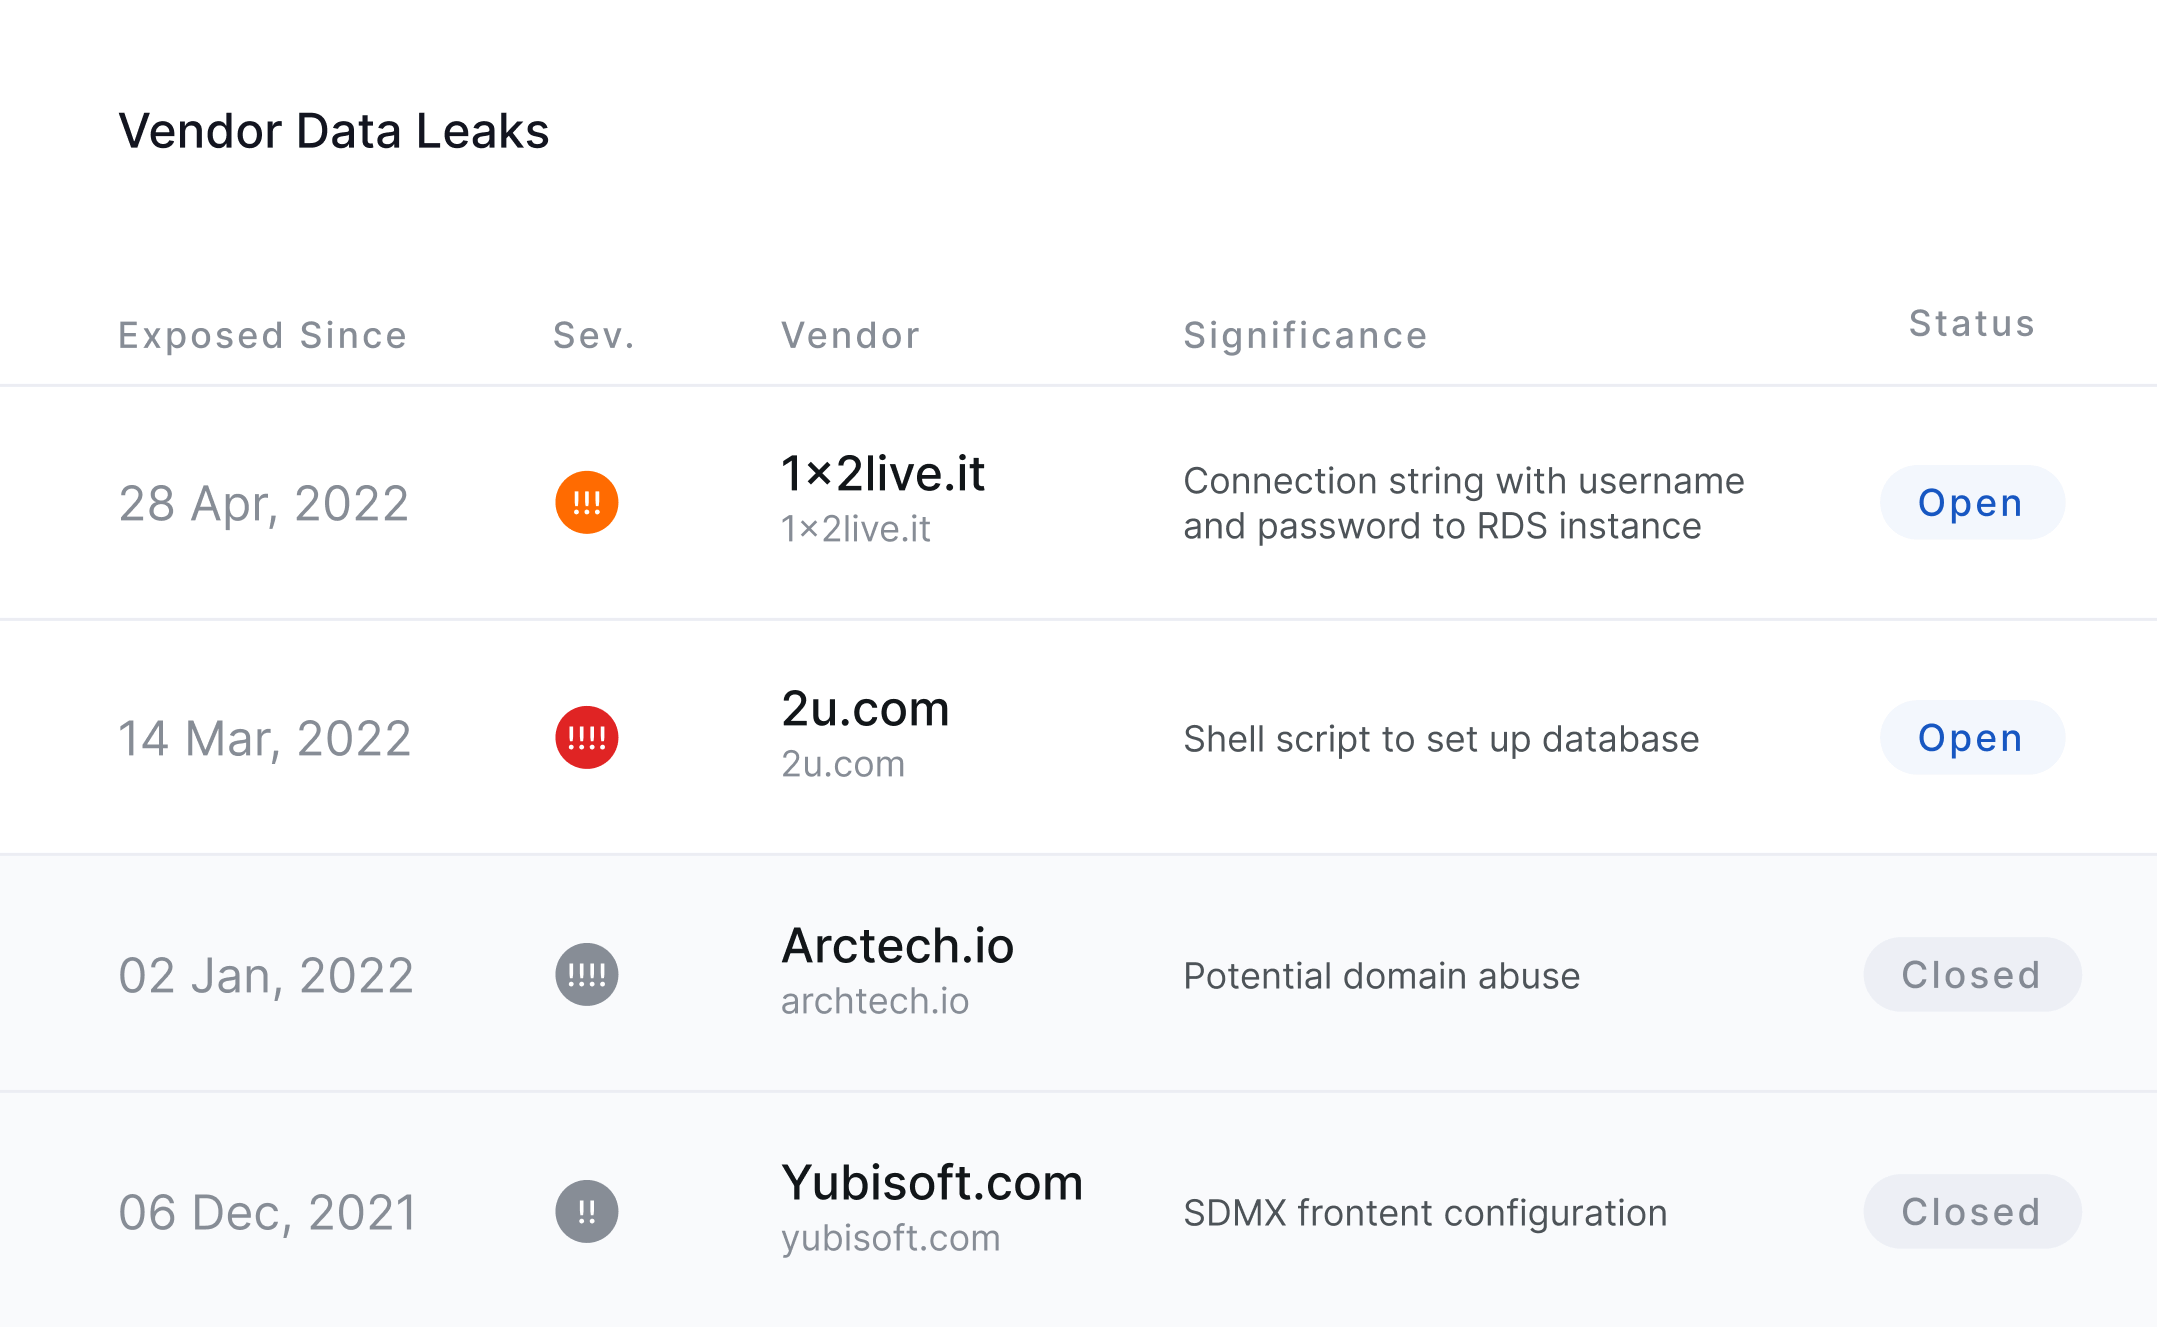 Vendor Data Leaks
Exposed Since Sev. Vendor Significance Status
28 Apr, 2022 !!! 1×2live.it Connection string with username Open
1×2live.it and password to RDS instance
14 Mar, 2022 !!!! 2u.com Shell script to set up database Open
2u.com
02 Jan, 2022 !!!! Arctech.io Potential domain abuse Closed
archtech.io
06 Dec, 2021 !! Yubisoft.com SDMX frontent configuration Closed
yubisoft.com